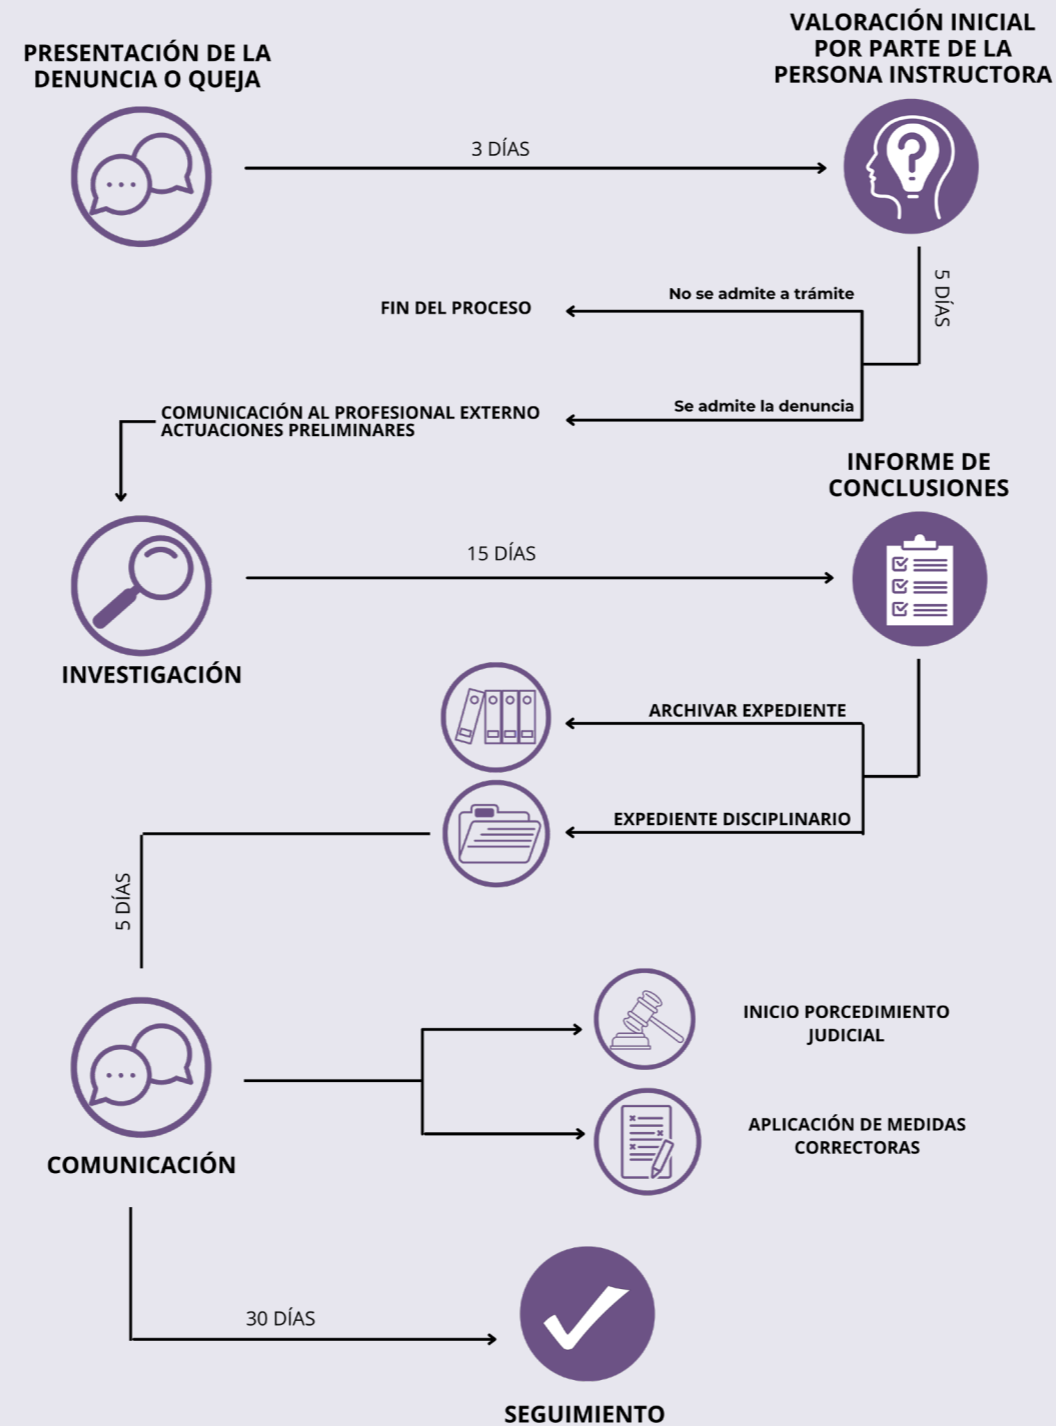 PRESENTACIÓN DE LA
DENUNCIA O QUEJA
VALORACIÓN INICIAL
POR PARTE DE LA
PERSONA INSTRUCTORA
3 DÍAS
5 DÍAS
No se admite a trámite
FIN DEL PROCESO
Se admite la denuncia
COMUNICACIÓN AL PROFESIONAL EXTERNO
ACTUACIONES PRELIMINARES
INFORME DE
CONCLUSIONES
15 DÍAS
INVESTIGACIÓN
ARCHIVAR EXPEDIENTE
EXPEDIENTE DISCIPLINARIO
5 DÍAS
INICIO PORCEDIMIENTO
JUDICIAL
APLICACIÓN DE MEDIDAS
CORRECTORAS
COMUNICACIÓN
30 DÍAS
SEGUIMIENTO